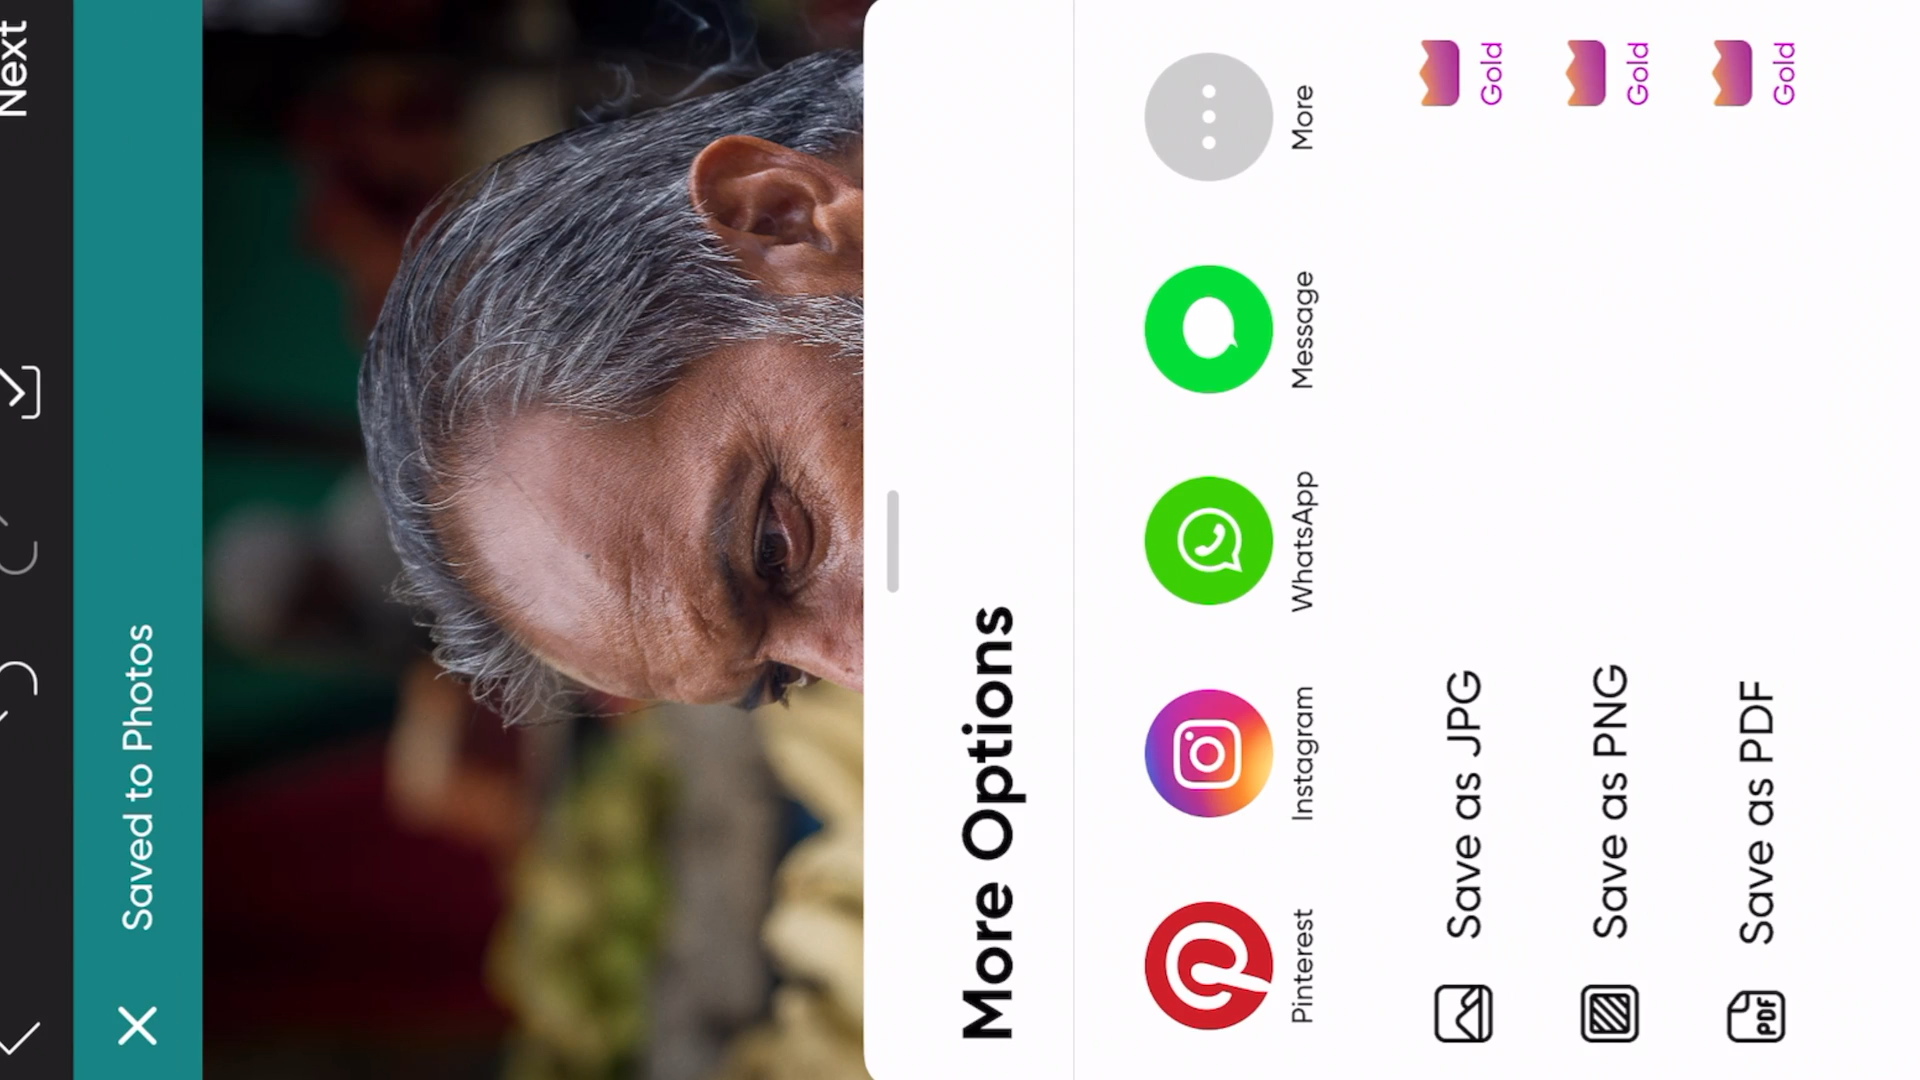 Next
Saved to Photos
More Options
Pinterest
Instagram
WhatsApp
Message
More
Save as JPG
Gold
Save as PNG
Gold
Save as PDF
Gold
PDF